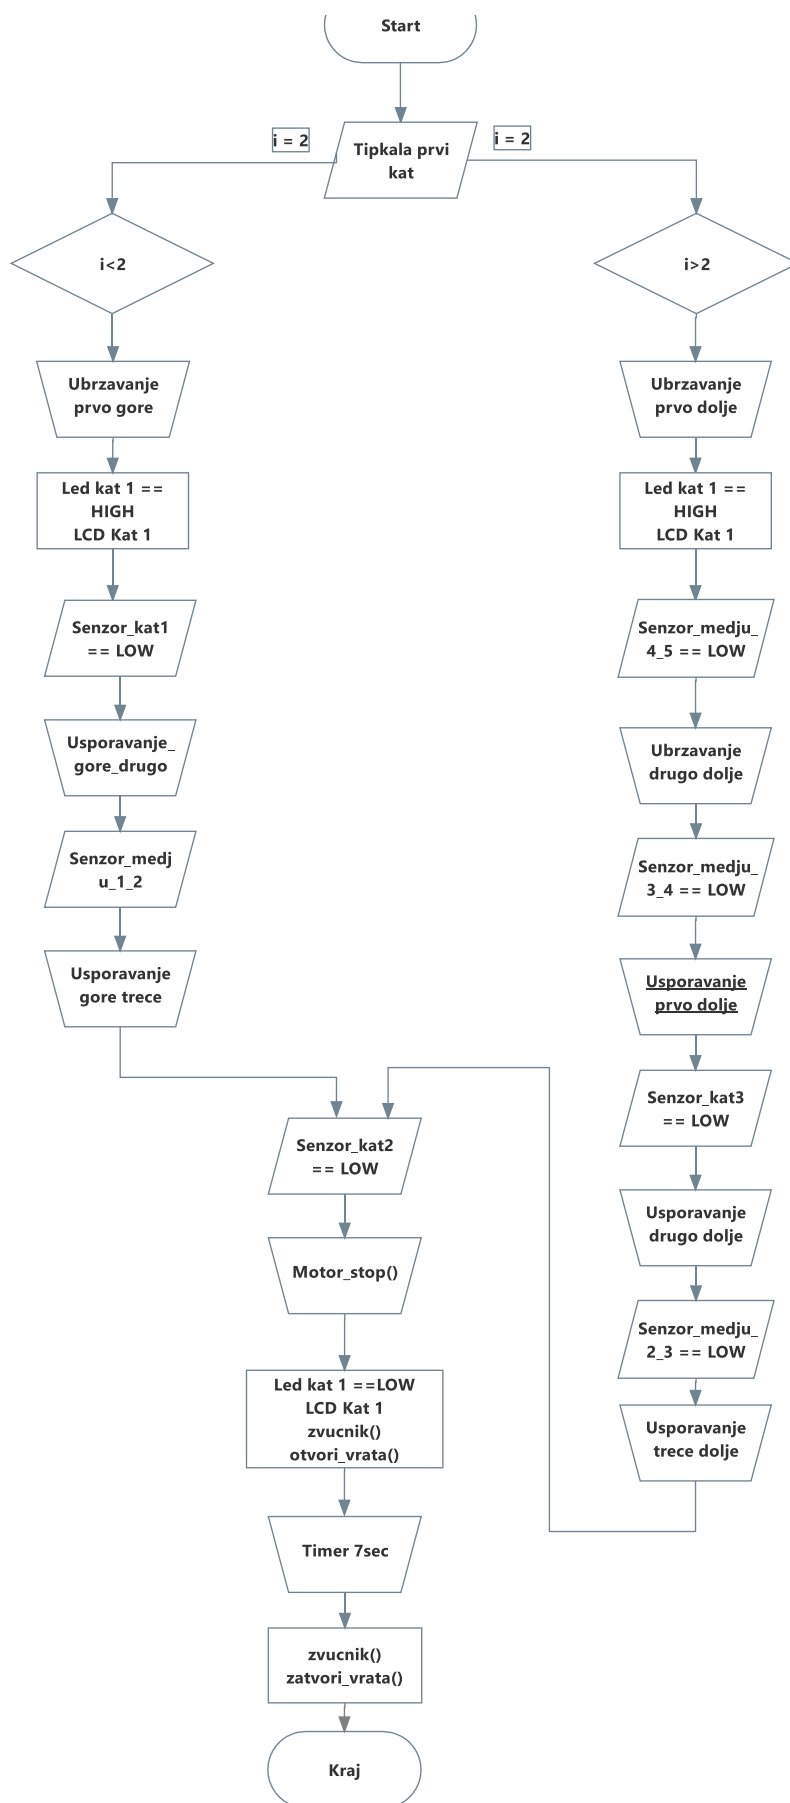 Start
i = 2
Tipkala prvi
kat
i = 2
i<2
Ubrzavanje
prvo gore
Led kat 1 ==
HIGH
LCD Kat 1
Senzor_kat1
== LOW
Usporavanje_
gore_drugo
Senzor_medj
u_1_2
Usporavanje
gore trece
i>2
Ubrzavanje
prvo dolje
Led kat 1 ==
HIGH
LCD Kat 1
Senzor_medju_
4_5 == LOW
Ubrzavanje
drugo dolje
Senzor_medju_
3_4 == LOW
Usporavanje
prvo dolje
Senzor_kat3
== LOW
Usporavanje
drugo dolje
Senzor_medju_
2_3 == LOW
Usporavanje
trece dolje
Senzor_kat2
== LOW
Motor_stop()
Led kat 1 ==LOW
LCD Kat 1
zvucnik()
otvori_vrata()
Timer 7sec
zvucnik()
zatvori_vrata()
Kraj